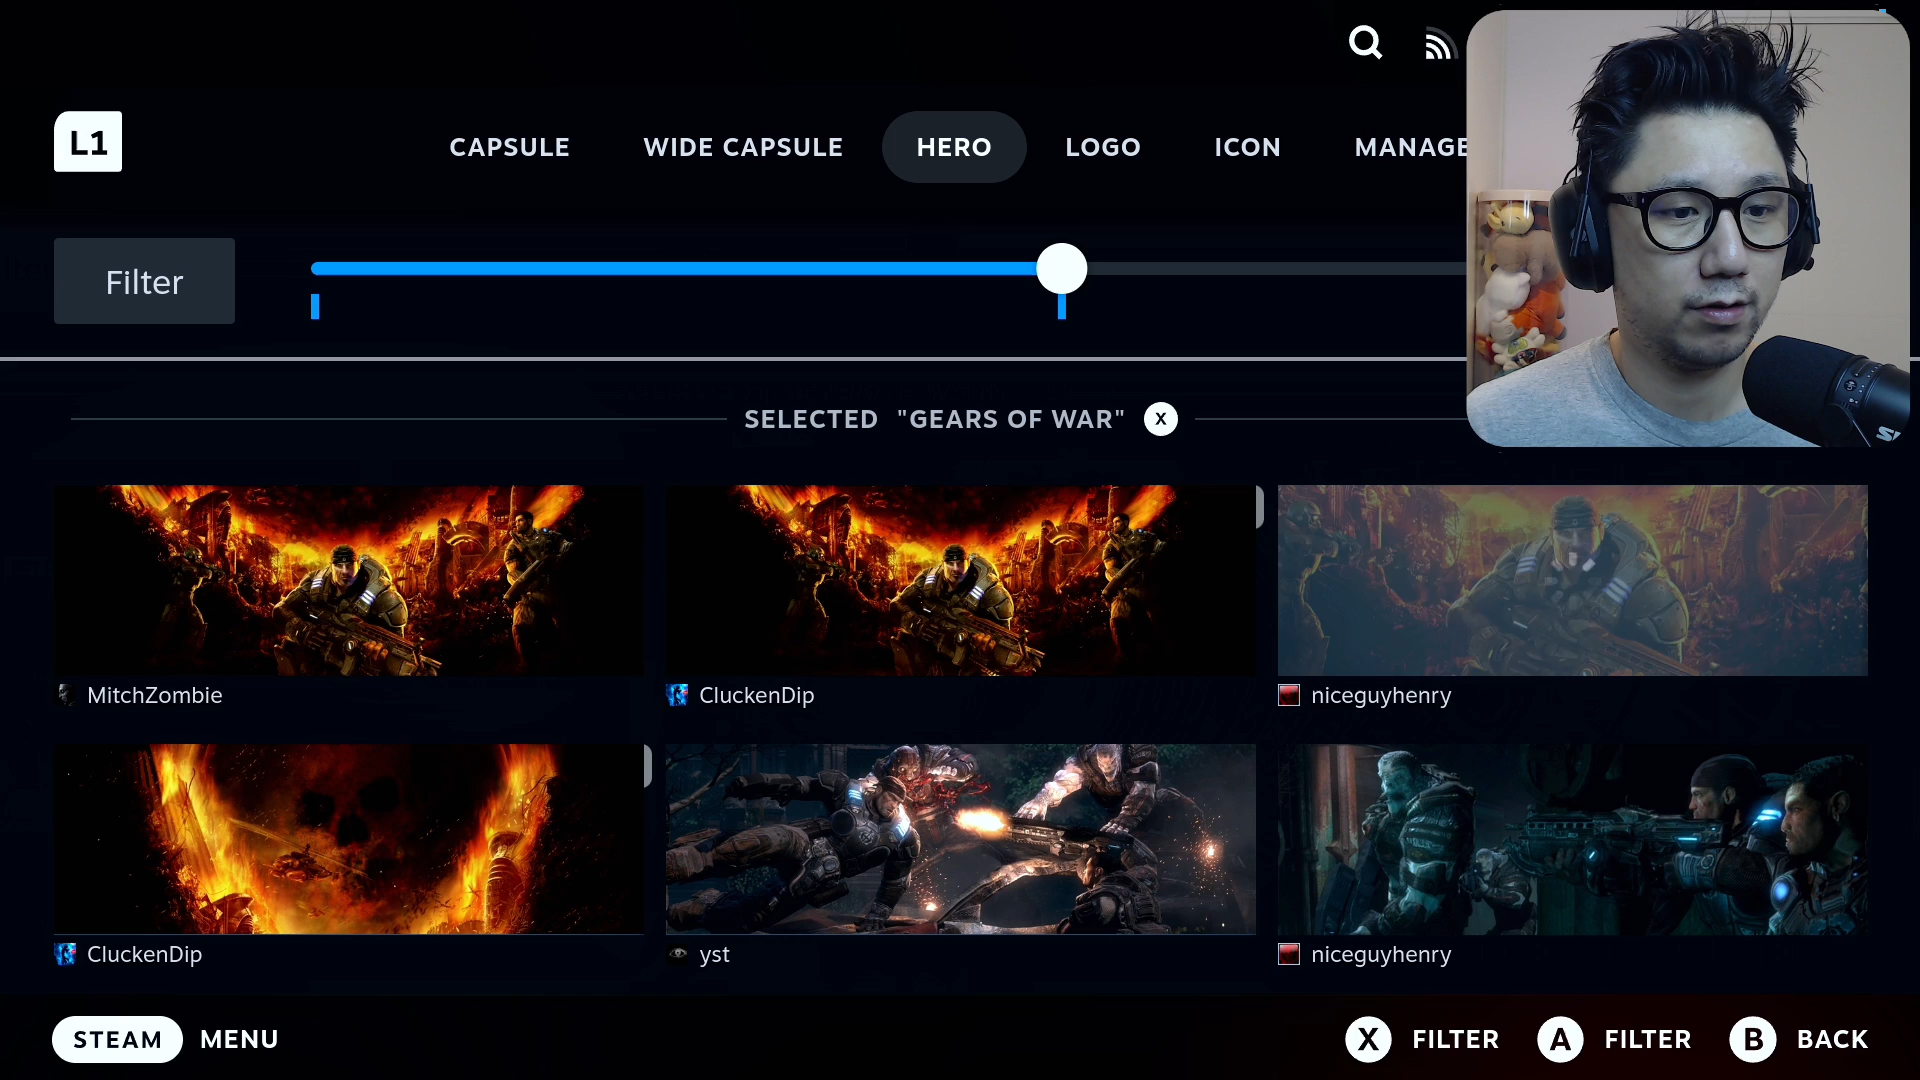 L1
CAPSULE
WIDE CAPSULE
HERO
LOGO
ICON
MANAGE
Filter
SELECTED "GEARS OF WAR" X
MitchZombie
CluckenDip
niceguyhenry
CluckenDip
yst
niceguyhenry
STEAM MENU
X FILTER
A FILTER
B BACK